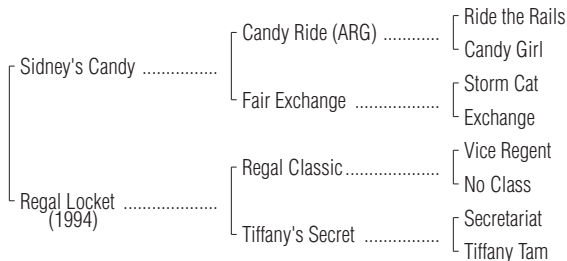 Ride the Rails
Candy Ride (ARG) ............
Candy Girl
Sidney's Candy .................
Storm Cat
Fair Exchange ...................
Exchange
Vice Regent
Regal Classic.....................
No Class
Regal Locket .....................
(1994)
Secretariat
Tiffany's Secret .................
Tiffany Tam